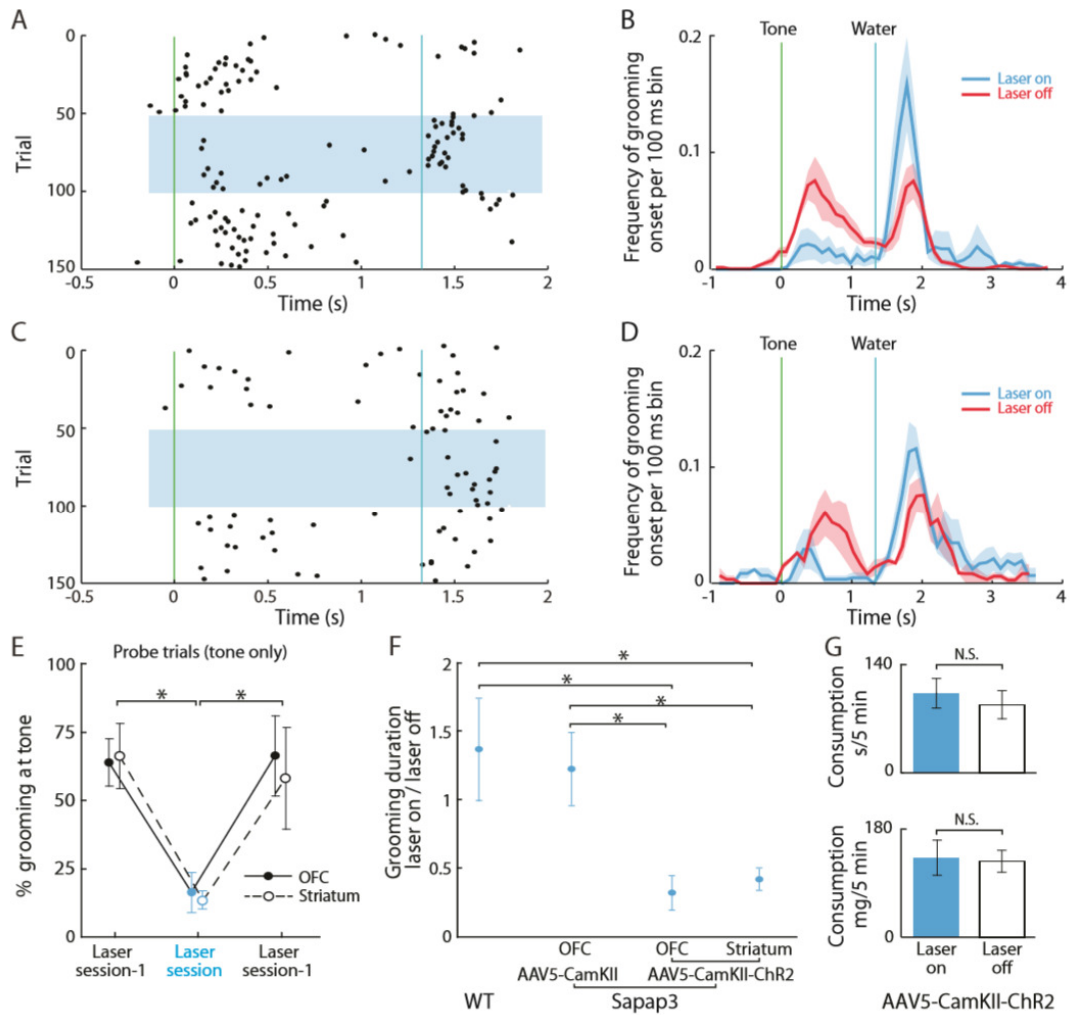 A
0
50
100
150
Trial
-0.5
0
0.5
1
1.5
2
Time (s)
B
Tone
Water
Laser on
Laser off
0.2
0.1
0
Frequency of grooming
onset per 100 ms bin
-1
0
1
2
3
4
Time (s)
C
0
50
100
150
Trial
-0.5
0
0.5
1
1.5
2
Time (s)
D
Tone
Water
Laser on
Laser off
0.2
0.1
0
Frequency of grooming
onset per 100 ms bin
-1
0
1
2
3
4
Time (s)
E
Probe trials (tone only)
100
75
50
25
0
% grooming at tone
*
*
OFC
Striatum
Laser
session-1
Laser
session
Laser
session-1
F
2
1.5
1
0.5
0
Grooming duration
laser on / laser off
*
*
*
*
OFC
OFC
Striatum
AAV5-CamKII
AAV5-CamKII-ChR2
WT
Sapap3
G
N.S.
140
0
Consumption
s/5 min
N.S.
180
0
Consumption
mg/5 min
Laser
on
Laser
off
AAV5-CamKII-ChR2